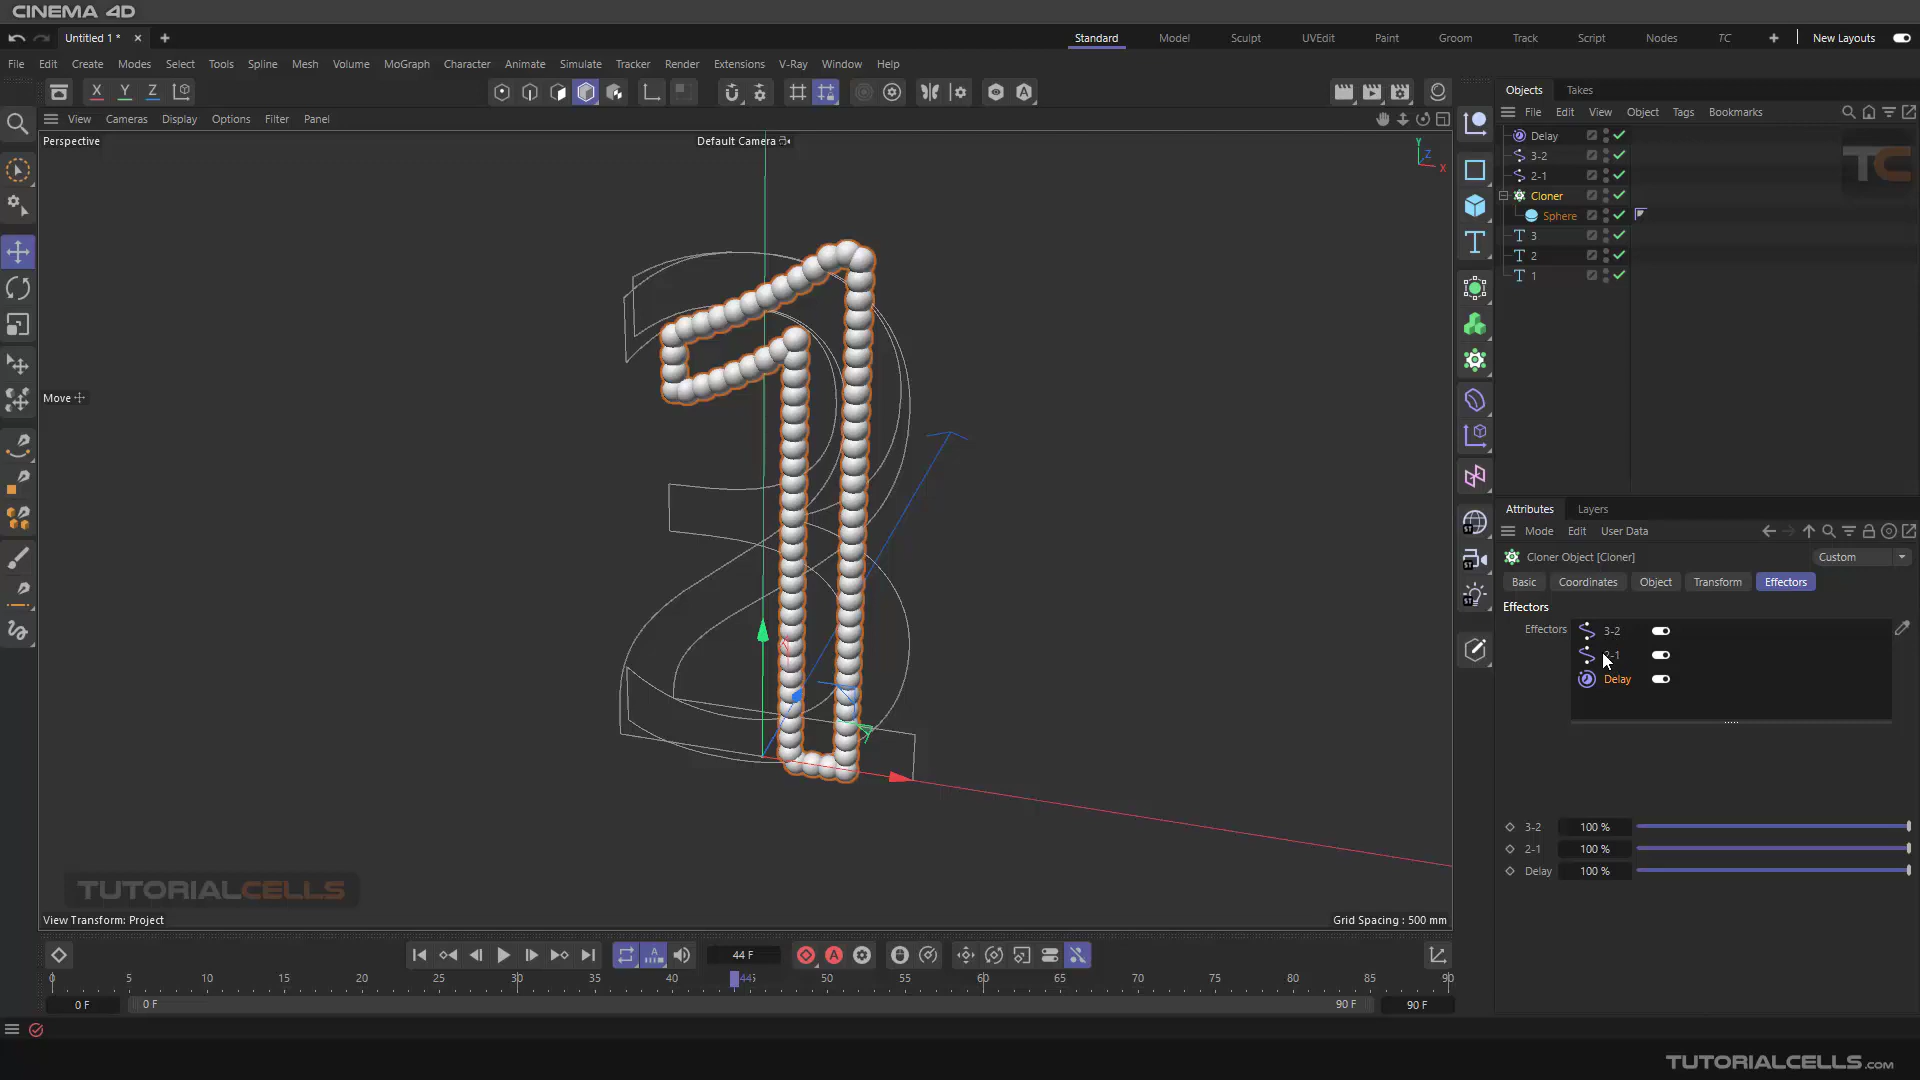 CINEMA 4D
Untitled 1 *
Standard
Model
Sculpt
UVEdit
Paint
Groom
Track
Script
Nodes
TC
New Layouts
File
Edit
Create
Modes
Select
Tools
Spline
Mesh
Volume
MoGraph
Character
Animate
Simulate
Tracker
Render
Extensions
V-Ray
Window
Help
X
Y
Z
View
Cameras
Display
Options
Filter
Panel
Perspective
Default Camera
Y
Z
X
Move
TUTORIALCELLS
View Transform: Project
Grid Spacing : 500 mm
Objects
Takes
File
Edit
View
Object
Tags
Bookmarks
Delay
3-2
2-1
Cloner
Sphere
3
2
1
TC
Attributes
Layers
Mode
Edit
User Data
Cloner Object [Cloner]
Custom
Basic
Coordinates
Object
Transform
Effectors
Effectors
Effectors
3-2
2-1
Delay
3-2
100 %
2-1
100 %
Delay
100 %
44 F
0
5
10
15
20
25
30
35
40
44
45
50
55
60
65
70
75
80
85
90
0 F
0 F
90 F
90 F
TUTORIALCELLS.COM